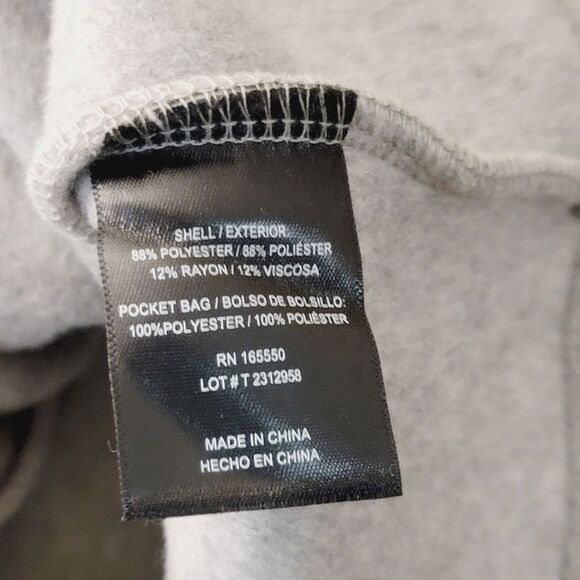 SHELL / EXTERIOR
88% POLYESTER / 88% POLIÉSTER
12% RAYON / 12% VISCOSA
POCKET BAG / BOLSO DE BOLSILLO:
100%POLYESTER / 100% POLIÉSTER
RN 165550
LOT # T 2312958
MADE IN CHINA
HECHO EN CHINA